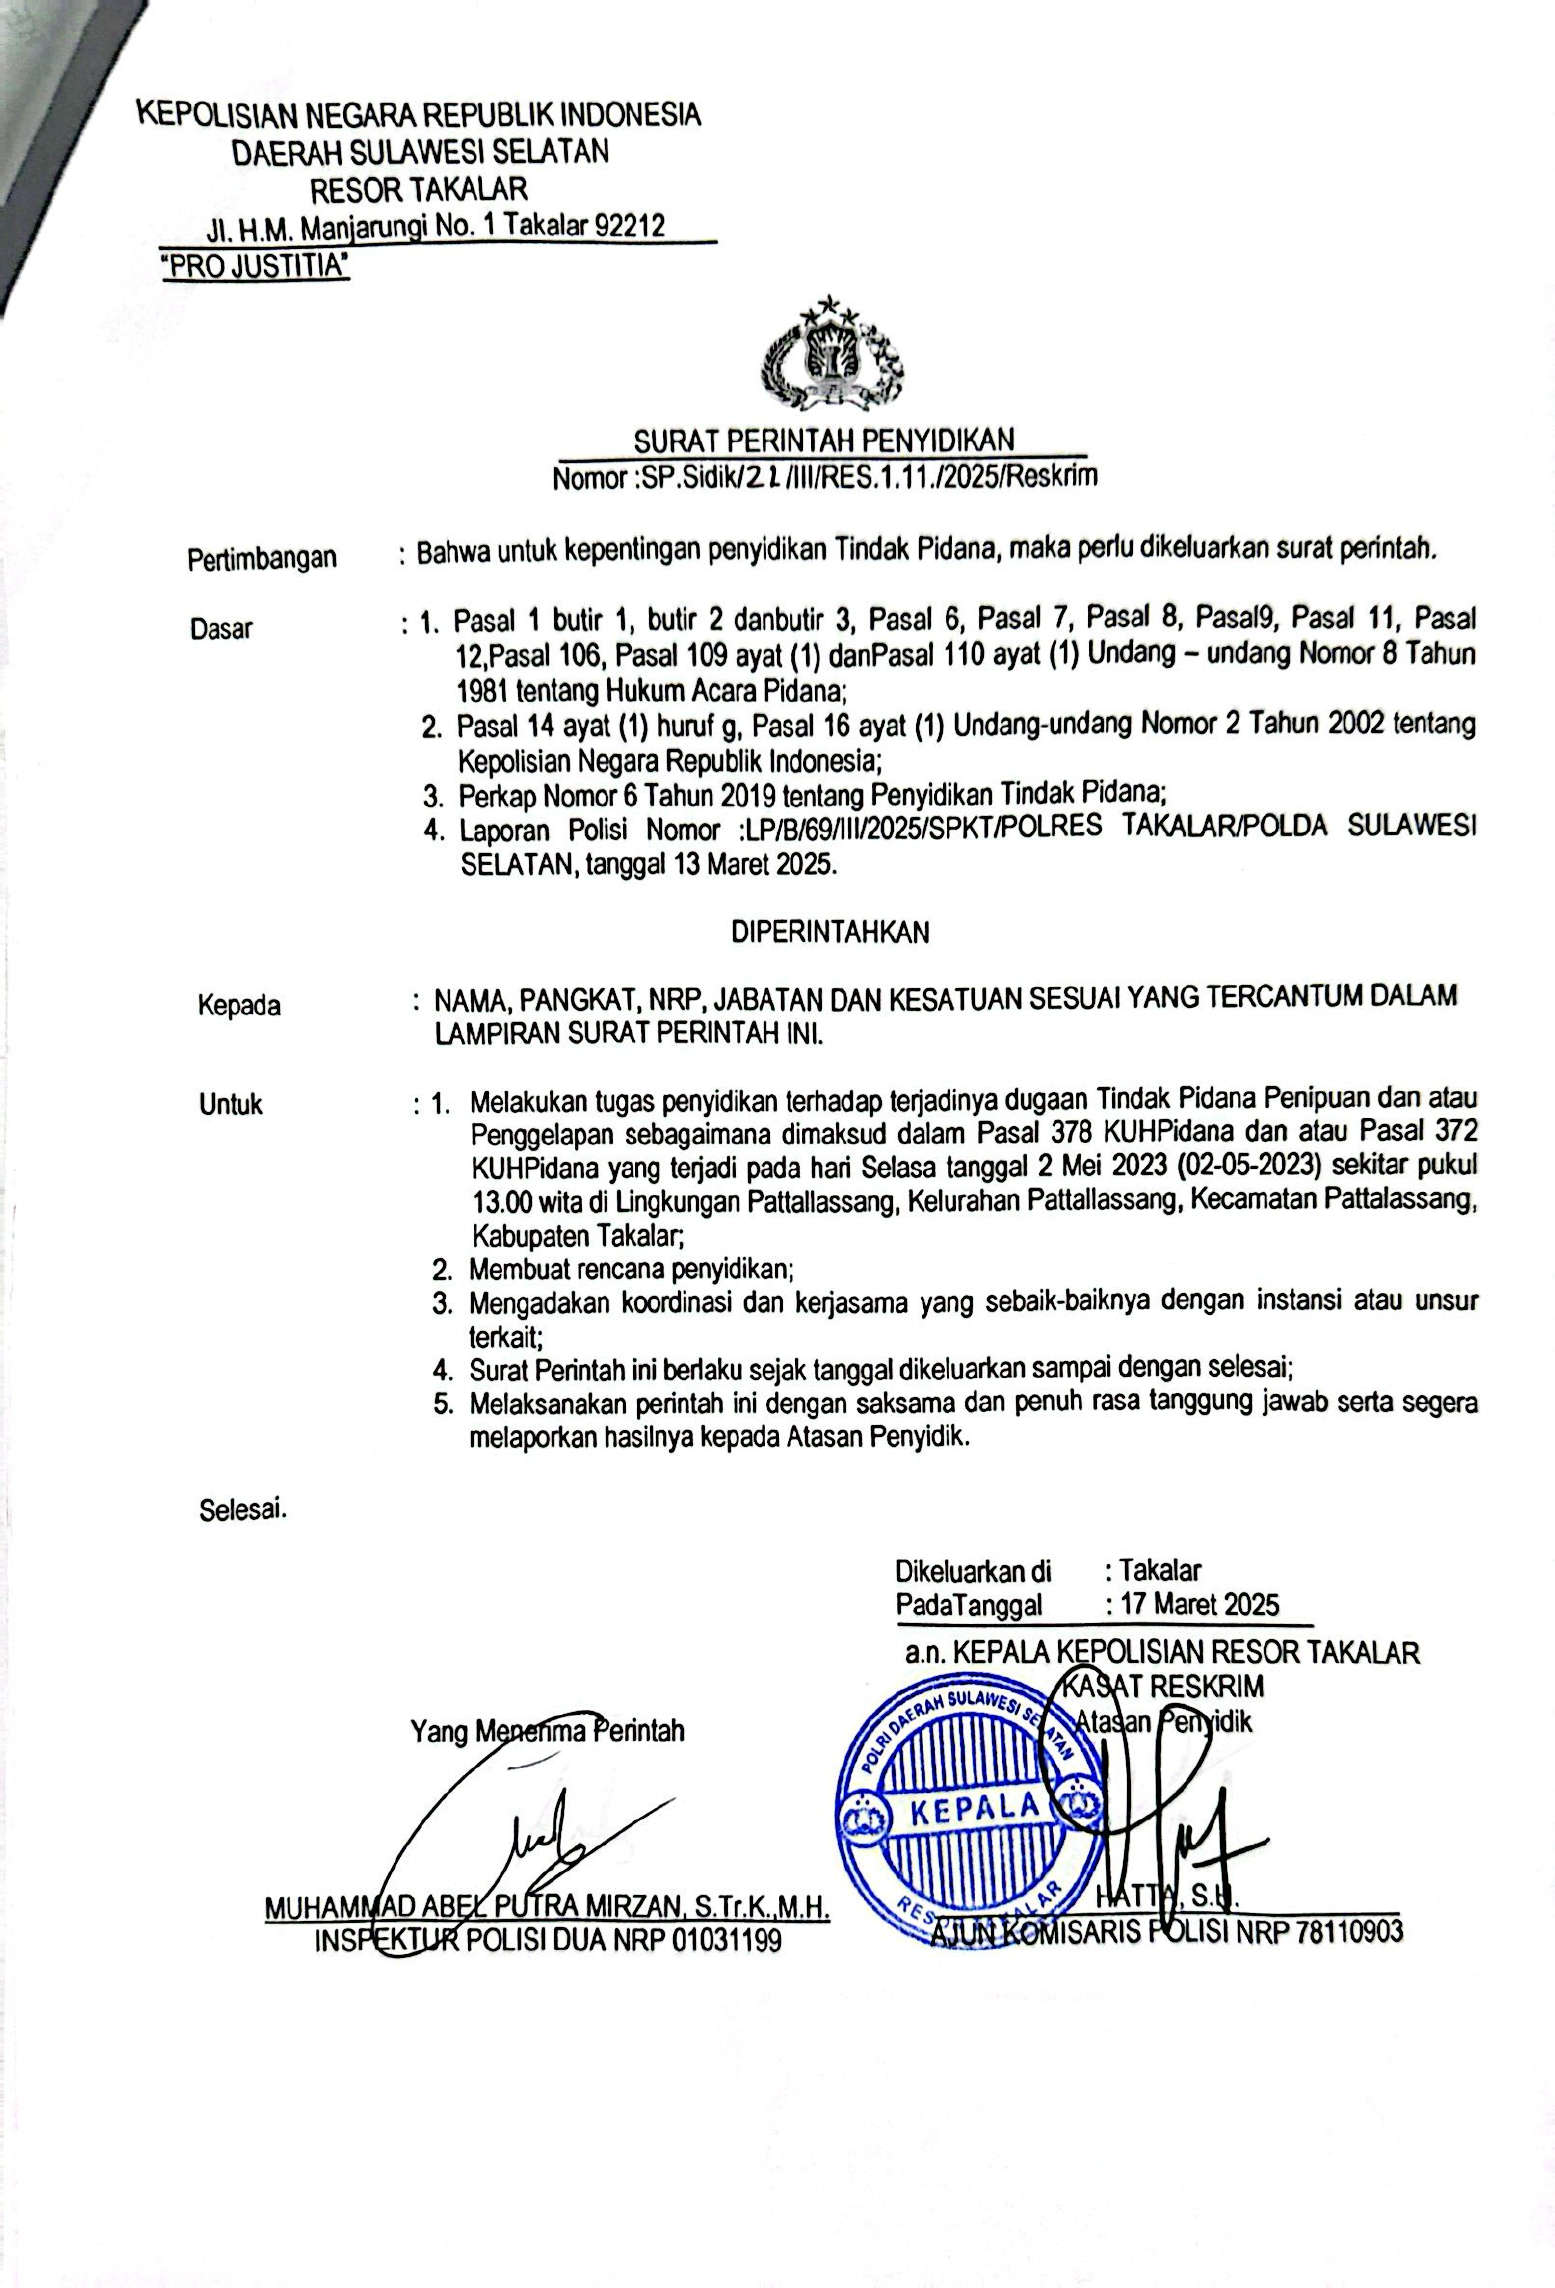 KEPOLISIAN NEGARA REPUBLIK INDONESIA
DAERAH SULAWESI SELATAN
RESOR TAKALAR
Jl. H.M. Manjarungi No. 1 Takalar 92212
"PRO JUSTITIA"
SURAT PERINTAH PENYIDIKAN
Nomor :SP.Sidik/21/III/RES.1.11./2025/Reskrim
Pertimbangan : Bahwa untuk kepentingan penyidikan Tindak Pidana, maka perlu dikeluarkan surat perintah.
Dasar : 1. Pasal 1 butir 1, butir 2 danbutir 3, Pasal 6, Pasal 7, Pasal 8, Pasal9, Pasal 11, Pasal
12,Pasal 106, Pasal 109 ayat (1) danPasal 110 ayat (1) Undang – undang Nomor 8 Tahun
1981 tentang Hukum Acara Pidana;
2. Pasal 14 ayat (1) huruf g, Pasal 16 ayat (1) Undang-undang Nomor 2 Tahun 2002 tentang
Kepolisian Negara Republik Indonesia;
3. Perkap Nomor 6 Tahun 2019 tentang Penyidikan Tindak Pidana;
4. Laporan Polisi Nomor :LP/B/69/III/2025/SPKT/POLRES TAKALAR/POLDA SULAWESI
SELATAN, tanggal 13 Maret 2025.
DIPERINTAHKAN
Kepada : NAMA, PANGKAT, NRP, JABATAN DAN KESATUAN SESUAI YANG TERCANTUM DALAM
LAMPIRAN SURAT PERINTAH INI.
Untuk : 1. Melakukan tugas penyidikan terhadap terjadinya dugaan Tindak Pidana Penipuan dan atau
Penggelapan sebagaimana dimaksud dalam Pasal 378 KUHPidana dan atau Pasal 372
KUHPidana yang terjadi pada hari Selasa tanggal 2 Mei 2023 (02-05-2023) sekitar pukul
13.00 wita di Lingkungan Pattallassang, Kelurahan Pattallassang, Kecamatan Pattalassang,
Kabupaten Takalar;
2. Membuat rencana penyidikan;
3. Mengadakan koordinasi dan kerjasama yang sebaik-baiknya dengan instansi atau unsur
terkait;
4. Surat Perintah ini berlaku sejak tanggal dikeluarkan sampai dengan selesai;
5. Melaksanakan perintah ini dengan saksama dan penuh rasa tanggung jawab serta segera
melaporkan hasilnya kepada Atasan Penyidik.
Selesai.
Dikeluarkan di : Takalar
PadaTanggal : 17 Maret 2025
a.n. KEPALA KEPOLISIAN RESOR TAKALAR
KASAT RESKRIM
Atasan Penyidik
Yang Menerima Perintah
POLRI DAERAH SULAWESI SELATAN
KEPALA
RESOR TAKALAR
HATTA, S.H.
AJUN KOMISARIS POLISI NRP 78110903
MUHAMMAD ABEL PUTRA MIRZAN, S.Tr.K.,M.H.
INSPEKTUR POLISI DUA NRP 01031199